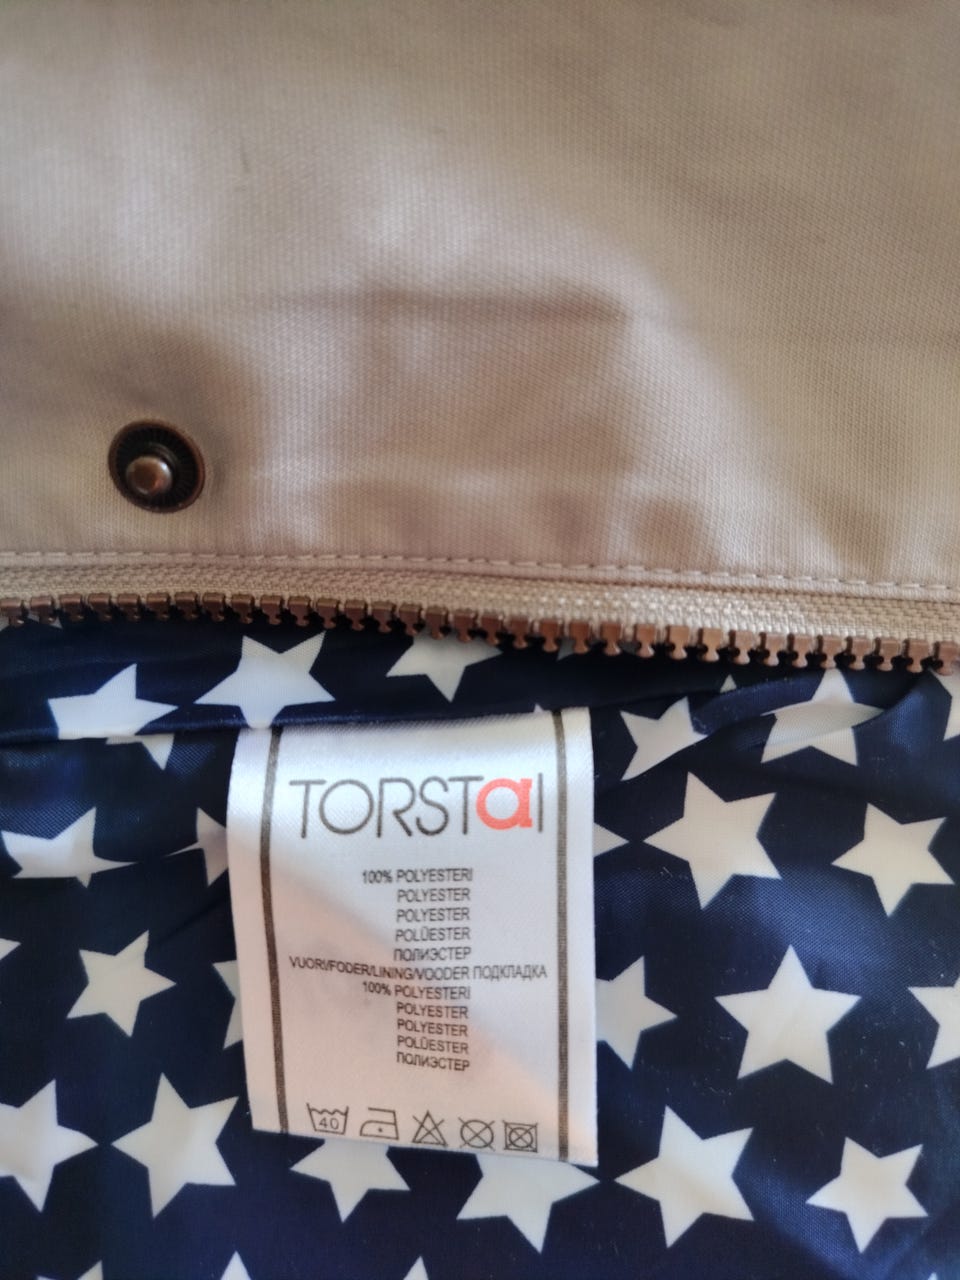 TORSTaI
100% POLYESTERI
POLYESTER
POLYESTER
POLÜESTER
ПОЛИЭСТЕР
VUORI/FODER/LINING/VOODER ПОДКЛАДКА
100% POLYESTERI
POLYESTER
POLYESTER
POLÜESTER
ПОЛИЭСТЕР
40